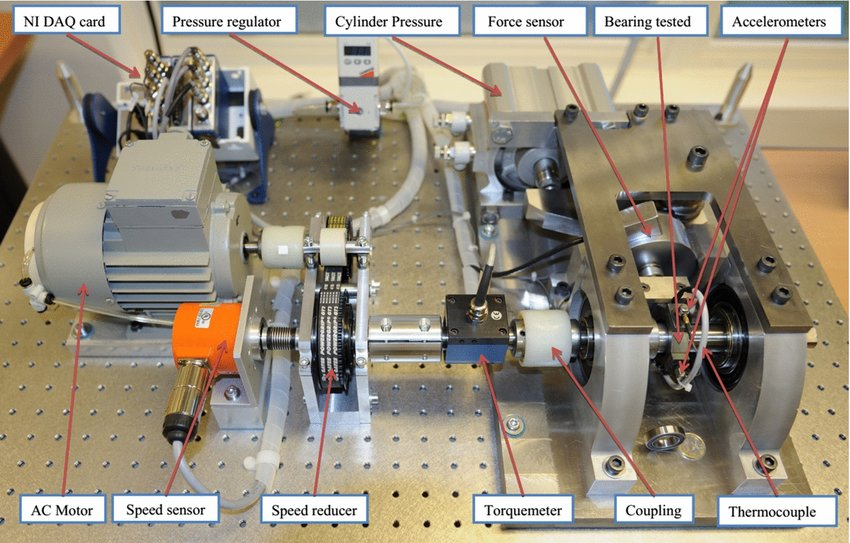 NI DAQ card
Pressure regulator
Cylinder Pressure
Force sensor
Bearing tested
Accelerometers
AC Motor
Speed sensor
Speed reducer
Torquemeter
Coupling
Thermocouple